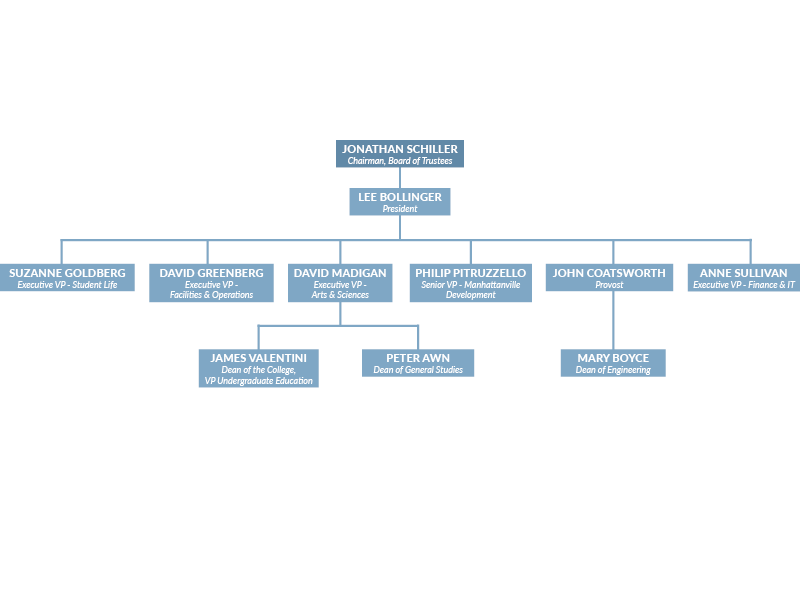 JONATHAN SCHILLER
Chairman, Board of Trustees
LEE BOLLINGER
President
SUZANNE GOLDBERG
Executive VP - Student Life
DAVID GREENBERG
Executive VP -
Facilities & Operations
DAVID MADIGAN
Executive VP -
Arts & Sciences
PHILIP PITRUZZELLO
Senior VP - Manhattanville
Development
JOHN COATSWORTH
Provost
ANNE SULLIVAN
Executive VP - Finance & IT
JAMES VALENTINI
Dean of the College,
VP Undergraduate Education
PETER AWN
Dean of General Studies
MARY BOYCE
Dean of Engineering